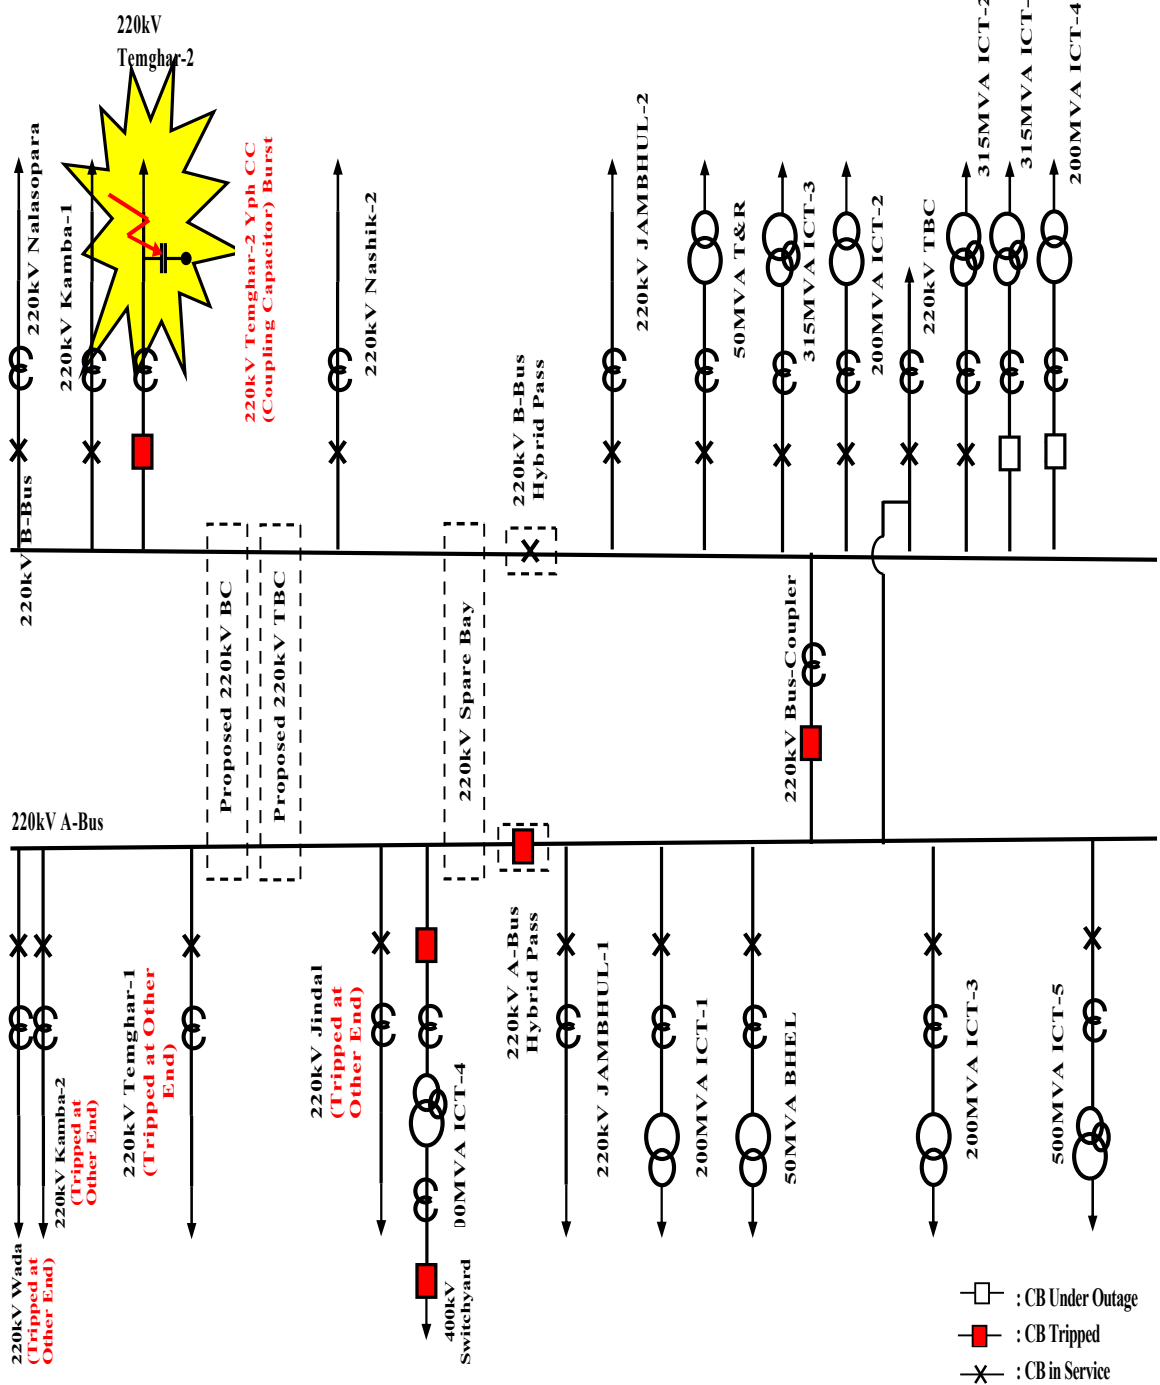 220kV
Temghar-2
220kV Nalasopara
220kV Kamba-1
220kV Temghar-2 Yph CC
(Coupling Capacitor) Burst
220kV Nashik-2
220kV B-Bus
Hybrid Pass
220kV JAMBHUL-2
50MVA T&R
315MVA ICT-3
200MVA ICT-2
220kV TBC
315MVA ICT-2
315MVA ICT-
200MVA ICT-4
220kV B-Bus
Proposed 220kV BC
Proposed 220kV TBC
220kV Spare Bay
220kV Bus-Coupler
220kV A-Bus
220kV Wada
(Tripped at
Other End)
220kV Kamba-2
(Tripped at
Other End)
220kV Temghar-1
(Tripped at Other
End)
220kV Jindal
(Tripped at
Other End)
00MVA ICT-4
400kV
Switchyard
220kV A-Bus
Hybrid Pass
220kV JAMBHUL-1
200MVA ICT-1
50MVA BHEL
200MVA ICT-3
500MVA ICT-5
: CB Under Outage
: CB Tripped
: CB in Service